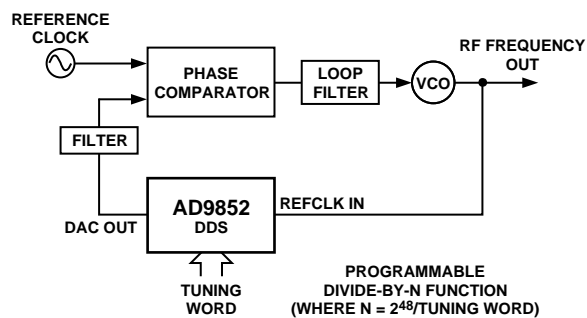 REFERENCE
CLOCK
PHASE
COMPARATOR
LOOP
FILTER
VCO
RF FREQUENCY
OUT
FILTER
AD9852
DDS
REFCLK IN
DAC OUT
TUNING
WORD
PROGRAMMABLE
DIVIDE-BY-N FUNCTION
(WHERE N = 2⁴⁸/TUNING WORD)